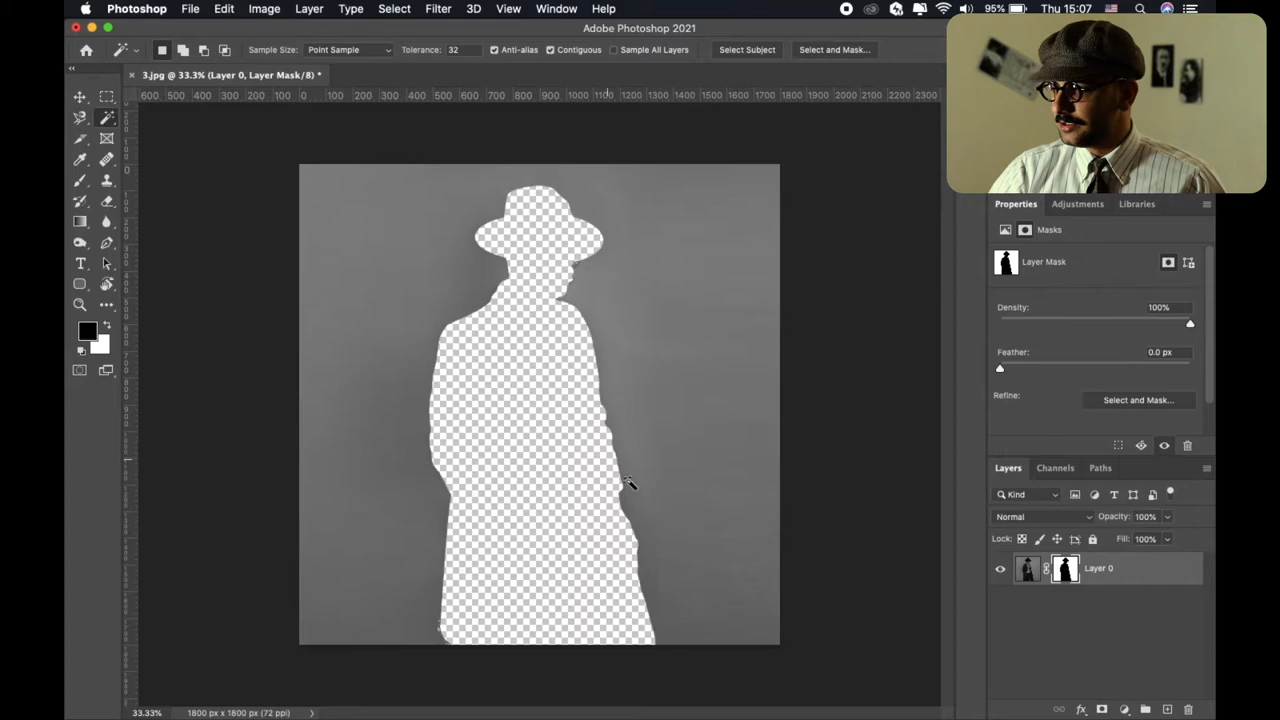 Photoshop File Edit Image Layer Type Select Filter 3D View Window Help 95% Thu 15:07
Adobe Photoshop 2021
Sample Size: Point Sample Tolerance: 32 Anti-alias Contiguous Sample All Layers Select Subject Select and Mask...
3.jpg @ 33.3% (Layer 0, Layer Mask/8) *
600 500 400 300 200 100 0 100 200 300 400 500 600 700 800 900 1000 1100 1200 1300 1400 1500 1600 1700 1800 1900 2000 2100 2200 2300
Properties Adjustments Libraries
Masks
Layer Mask
Density: 100%
Feather: 0.0 px
Refine: Select and Mask...
Layers Channels Paths
Kind
Normal Opacity: 100%
Lock: Fill: 100%
Layer 0
33.33% 1800 px x 1800 px (72 ppi)